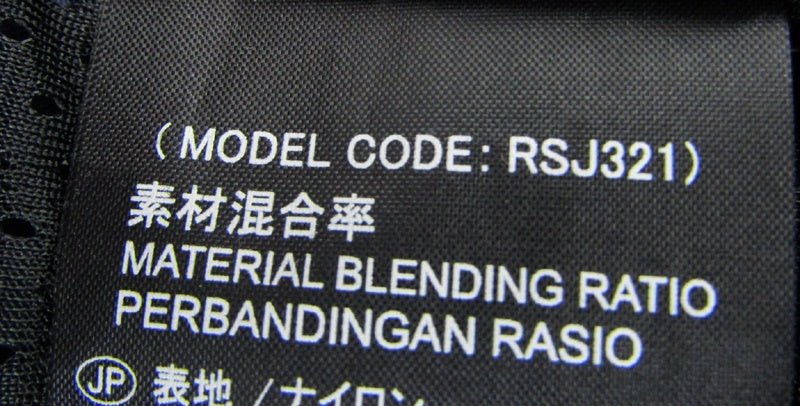 (MODEL CODE: RSJ321)
素材混合率
MATERIAL BLENDING RATIO
PERBANDINGAN RASIO
JP 表地 /ナイロン